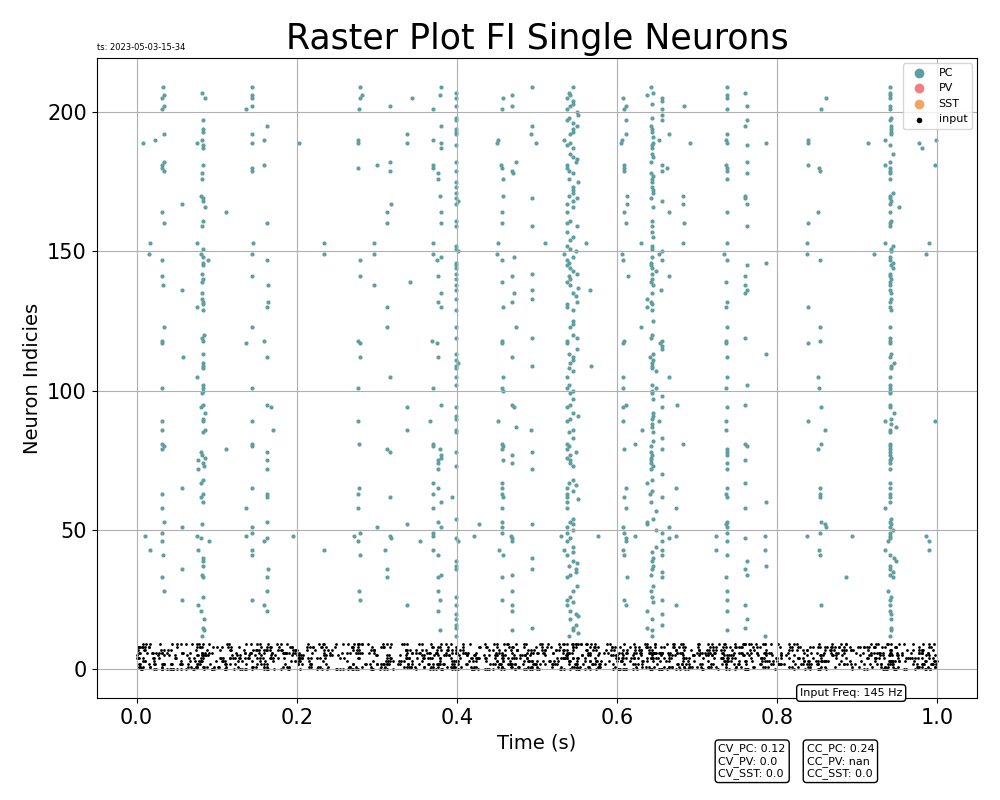 Raster Plot FI Single Neurons
ts: 2023-05-03-15-34
PC
PV
SST
input
200
150
100
50
0
Neuron Indicies
0.0 0.2 0.4 0.6 0.8 1.0
Time (s)
Input Freq: 145 Hz
CV_PC: 0.12
CV_PV: 0.0
CV_SST: 0.0
CC_PC: 0.24
CC_PV: nan
CC_SST: 0.0